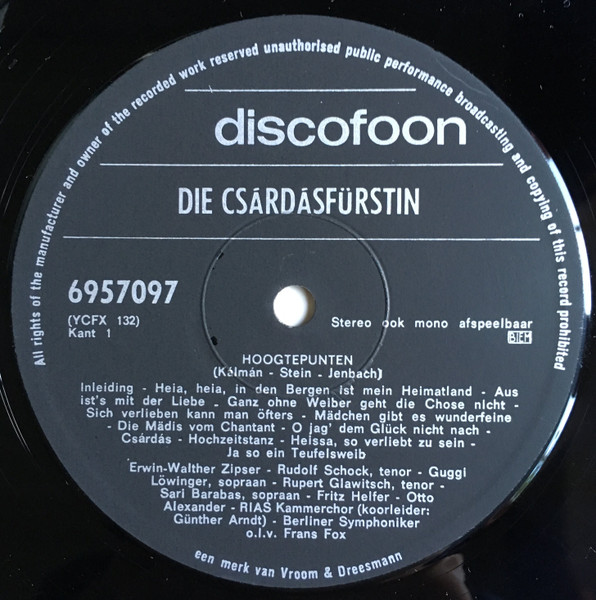 All rights of the manufacturer and owner of the recorded work reserved unauthorised public performance broadcasting and copying of this record prohibited
discofoon
DIE CSÁRDÁSFÜRSTIN
6957097
(YCFX 132)
Kant 1
Stereo ook mono afspeelbaar
BIEM
HOOGTEPUNTEN
(Kálmán - Stein - Jenbach)
Inleiding - Heia, heia, in den Bergen ist mein Heimatland - Aus
ist's mit der Liebe - Ganz ohne Weiber geht die Chose nicht -
Sich verlieben kann man öfters - Mädchen gibt es wunderfeine
- Die Mädis vom Chantant - O jag' dem Glück nicht nach -
Csárdás - Hochzeitstanz - Heissa, so verliebt zu sein -
Ja so ein Teufelsweib
Erwin-Walther Zipser - Rudolf Schock, tenor - Guggi
Löwinger, sopraan - Rupert Glawitsch, tenor -
Sari Barabas, sopraan - Fritz Helfer - Otto
Alexander - RIAS Kammerchor (koorleider:
Günther Arndt) - Berliner Symphoniker
o.l.v. Frans Fox
een merk van Vroom & Dreesmann